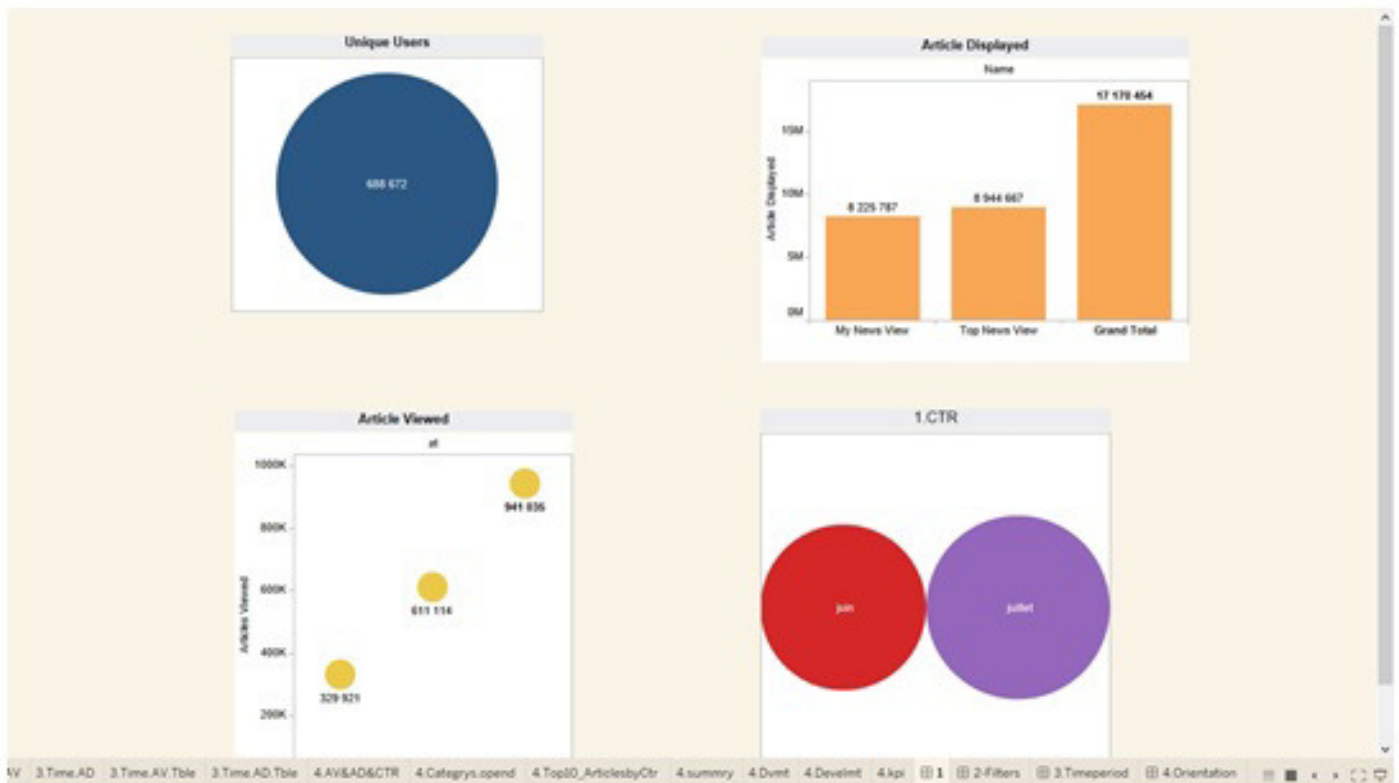 Unique Users
688 672
Article Displayed
Name
17 170 454
15M
10M
8 225 787
8 944 667
5M
0M
Article Displayed
My News View
Top News View
Grand Total
Article Viewed
at
1000K
941 035
800K
600K
611 114
400K
329 921
200K
Articles Viewed
1.CTR
juin
juillet
AV 3.Time.AD 3.Time.AV.Tble 3.Time.AD.Tble 4.AV&AD&CTR 4.Categrys.opend 4.Top10_ArticlesbyCtr 4.summry 4.Dvmt 4.Develmt 4.kpi 1 2-Filters 3.Timeperiod 4.Orientation